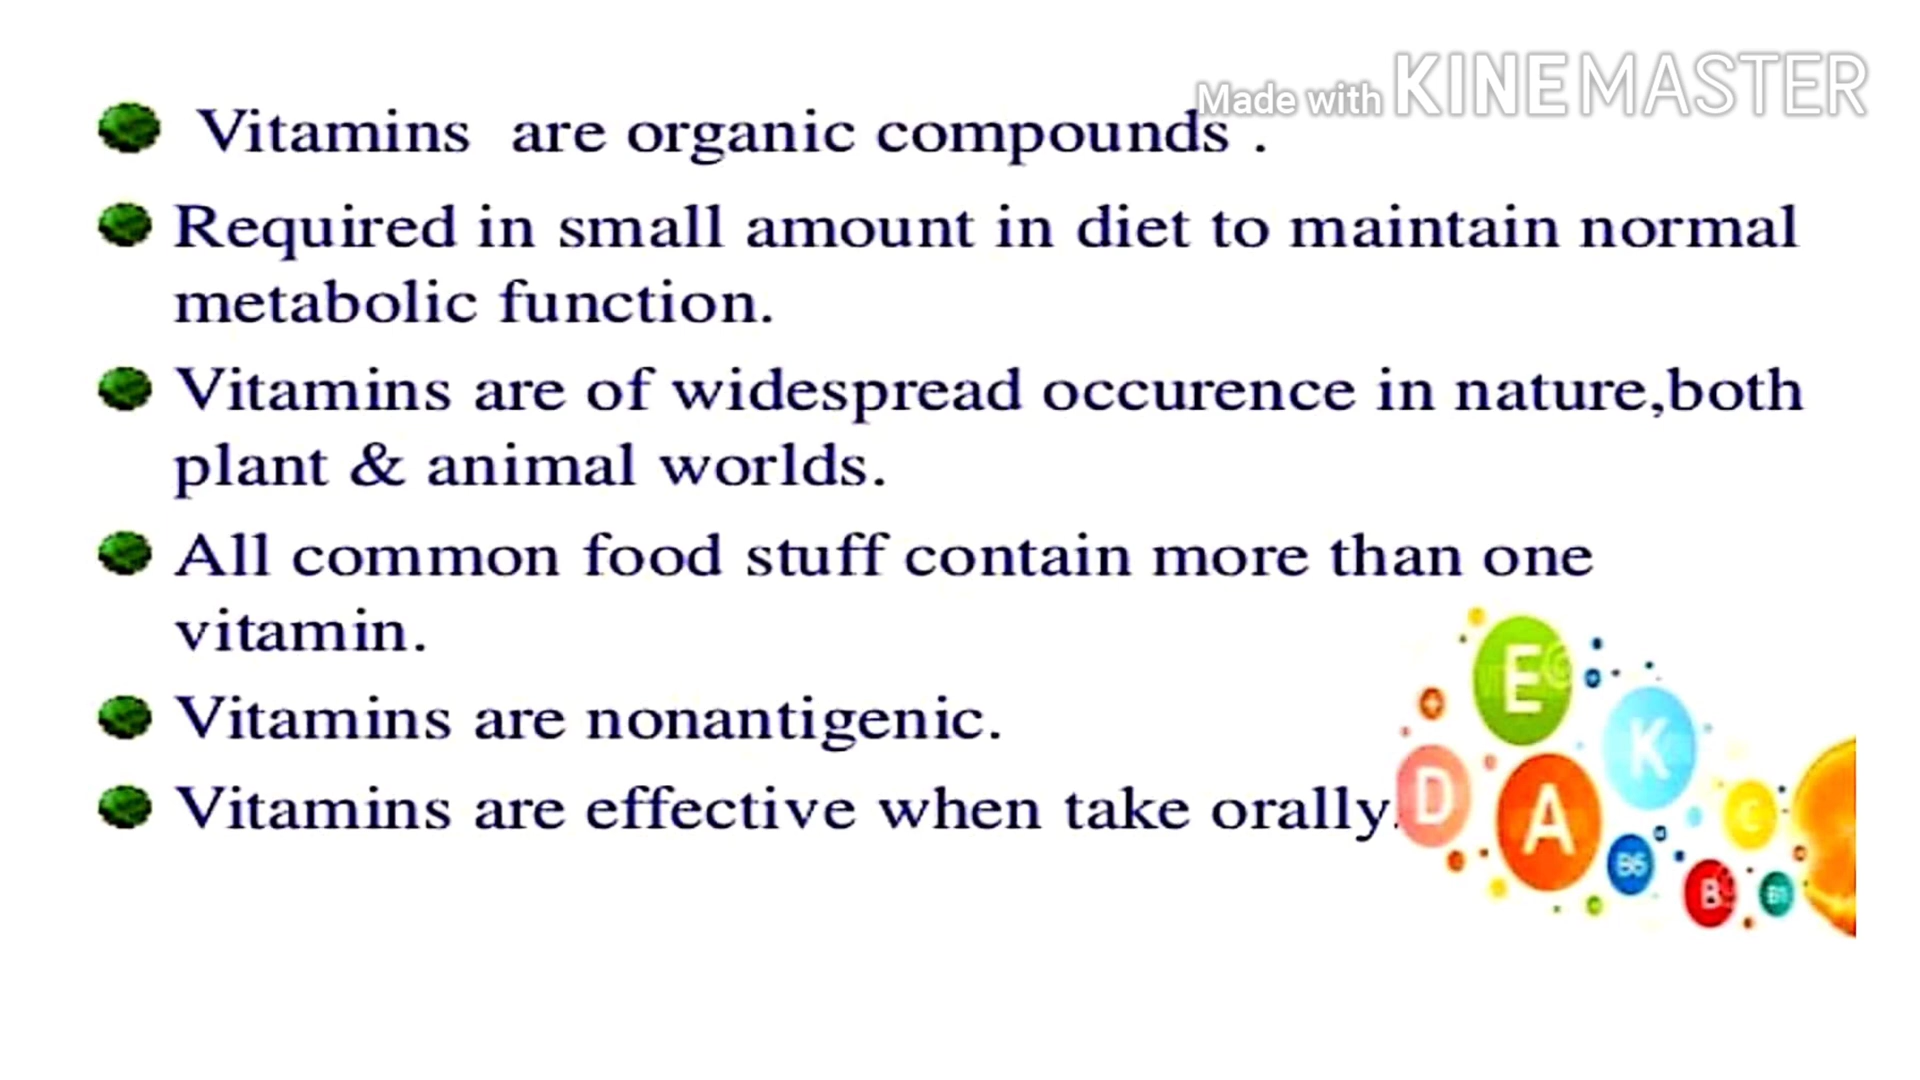 Made with KINEMASTER
Vitamins are organic compounds .
Required in small amount in diet to maintain normal
metabolic function.
Vitamins are of widespread occurence in nature,both
plant & animal worlds.
All common food stuff contain more than one
vitamin.
Vitamins are nonantigenic.
Vitamins are effective when take orally.
E
K
D
A
C
B6
B
B1